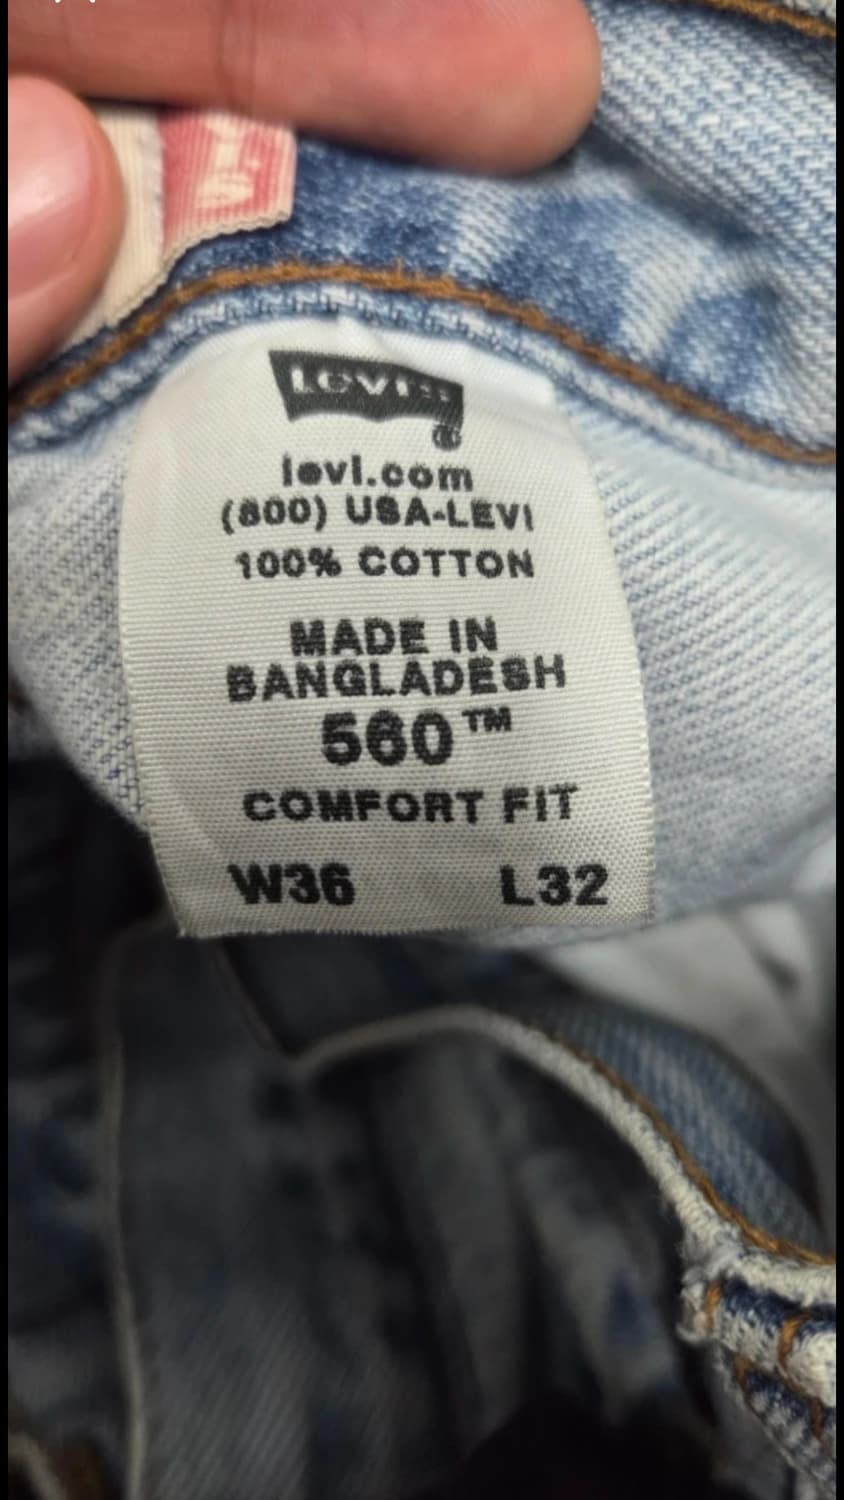 Levi's
levi.com
(800) USA-LEVI
100% COTTON
MADE IN
BANGLADESH
560™
COMFORT FIT
W36 L32